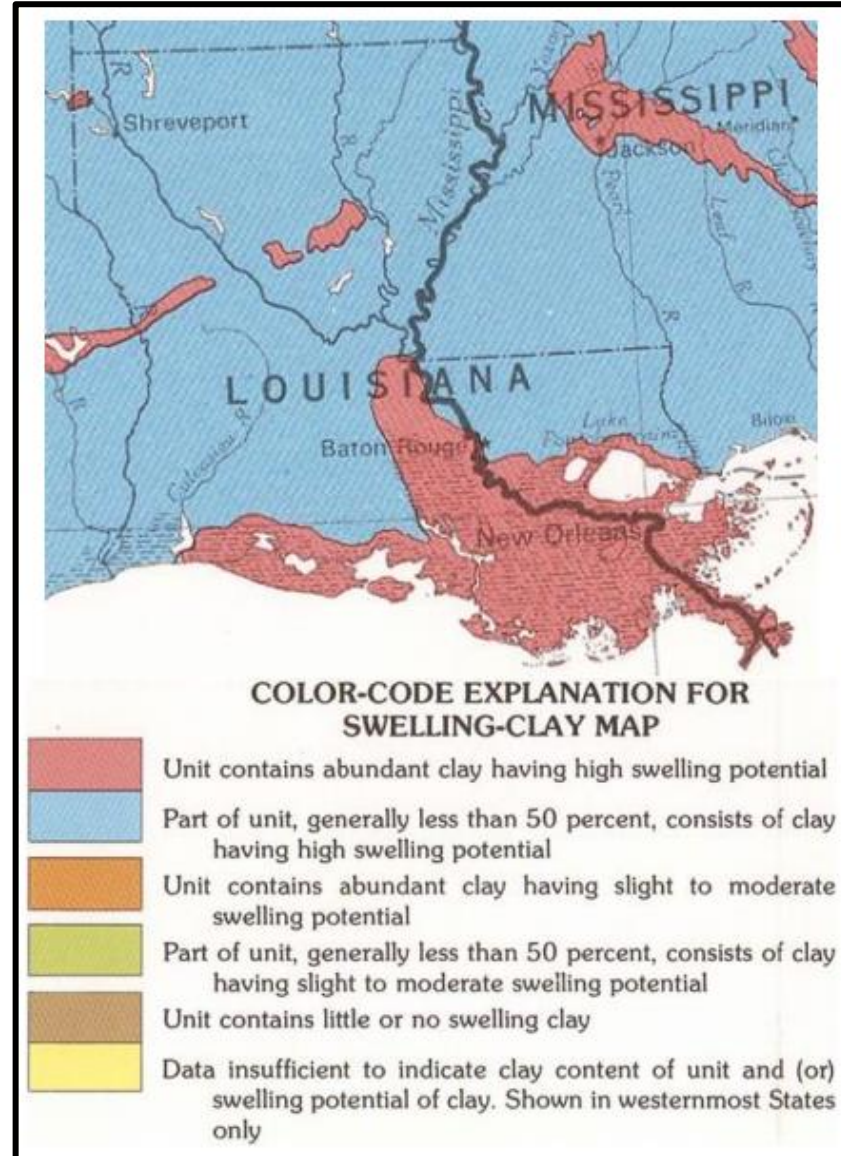 R
Mississippi
Yazoo
MISSISSIPPI
Shreveport
R
Meridian
Jackson
Pearl
Leaf
R
R
R
LOUISIANA
R
Calcasieu R
Lake
Biloxi
Baton Rouge
Pontchartrain
New Orleans
COLOR-CODE EXPLANATION FOR
SWELLING-CLAY MAP
Unit contains abundant clay having high swelling potential
Part of unit, generally less than 50 percent, consists of clay
having high swelling potential
Unit contains abundant clay having slight to moderate
swelling potential
Part of unit, generally less than 50 percent, consists of clay
having slight to moderate swelling potential
Unit contains little or no swelling clay
Data insufficient to indicate clay content of unit and (or)
swelling potential of clay. Shown in westernmost States
only